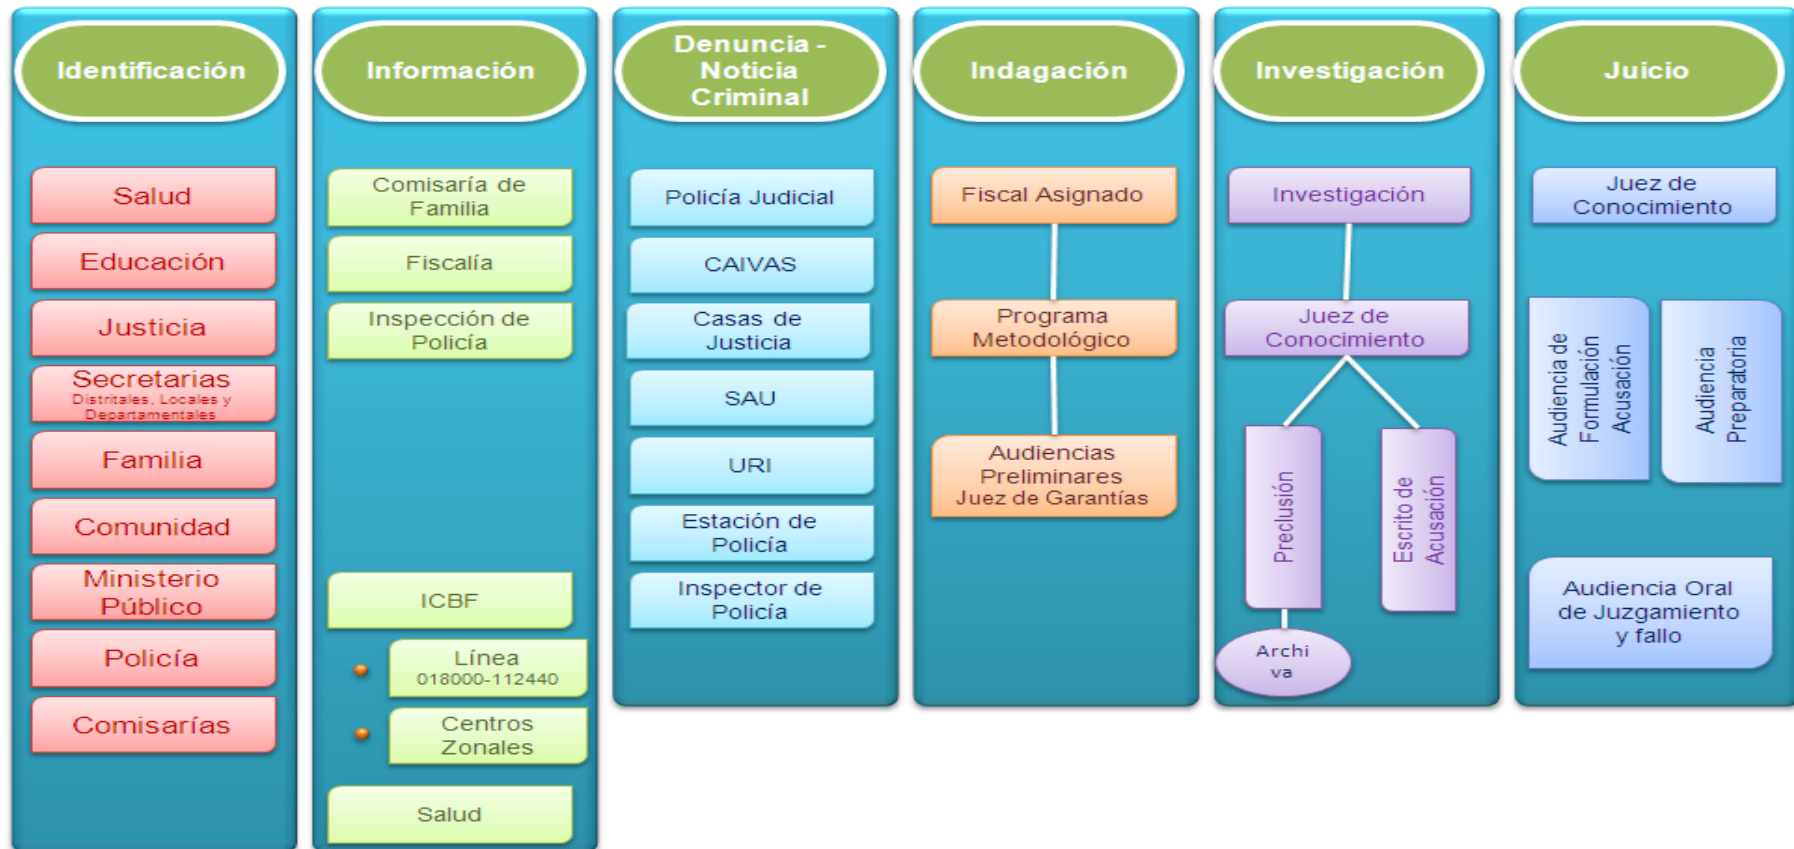 Identificación
Salud
Educación
Justicia
Secretarias
Distritales, Locales y
Departamentales
Familia
Comunidad
Ministerio
Público
Policía
Comisarías
Información
Comisaría de
Familia
Fiscalía
Inspección de
Policía
ICBF
Línea
018000-112440
Centros
Zonales
Salud
Denuncia -
Noticia
Criminal
Policía Judicial
CAIVAS
Casas de
Justicia
SAU
URI
Estación de
Policía
Inspector de
Policía
Indagación
Fiscal Asignado
Programa
Metodológico
Audiencias
Preliminares
Juez de Garantías
Investigación
Investigación
Juez de
Conocimiento
Preclusión
Escrito de
Acusación
Archi
va
Juicio
Juez de
Conocimiento
Audiencia de
Formulación
Acusación
Audiencia
Preparatoria
Audiencia Oral
de Juzgamiento
y fallo